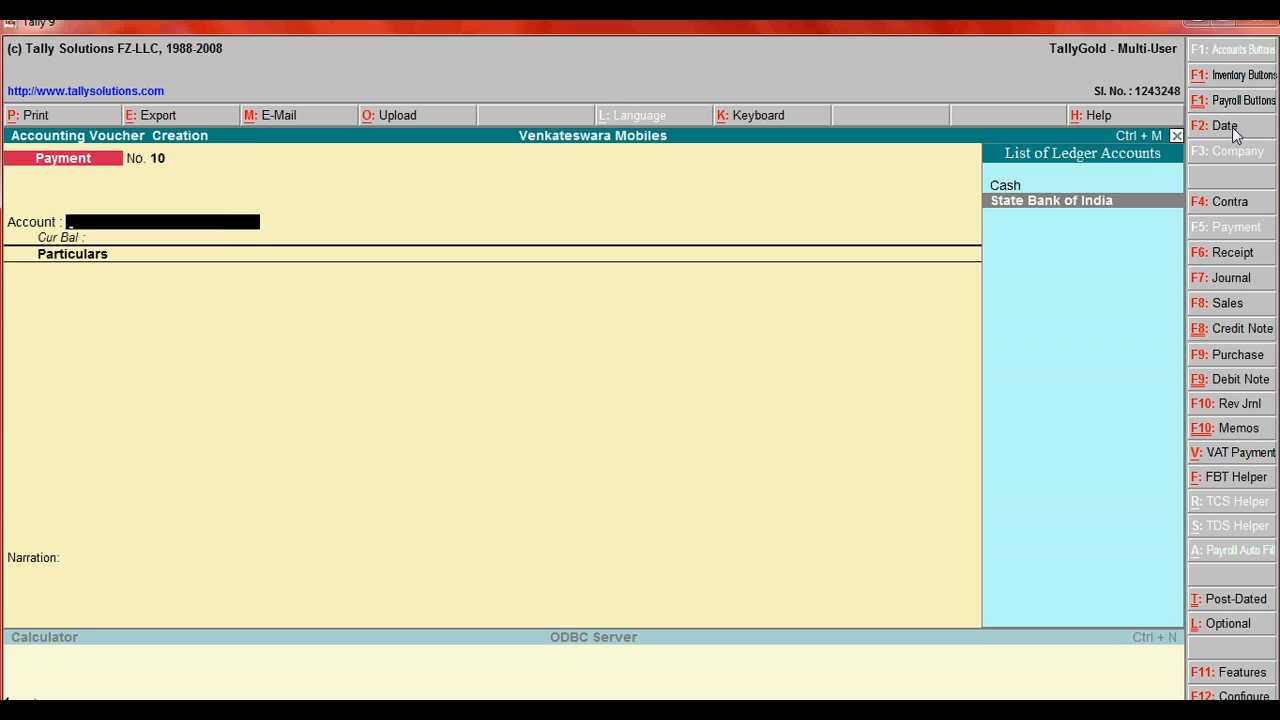 Tally 9
(c) Tally Solutions FZ-LLC, 1988-2008
TallyGold - Multi-User
http://www.tallysolutions.com
Sl. No. : 1243248
P: Print
E: Export
M: E-Mail
O: Upload
L: Language
K: Keyboard
H: Help
Accounting Voucher Creation
Venkateswara Mobiles
Ctrl + M
Payment No. 10
List of Ledger Accounts
Cash
State Bank of India
Account :
Cur Bal :
Particulars
Narration:
Calculator
ODBC Server
Ctrl + N
F1: Accounts Buttons
F1: Inventory Buttons
F1: Payroll Buttons
F2: Date
F3: Company
F4: Contra
F5: Payment
F6: Receipt
F7: Journal
F8: Sales
F8: Credit Note
F9: Purchase
F9: Debit Note
F10: Rev Jrnl
F10: Memos
V: VAT Payment
F: FBT Helper
R: TCS Helper
S: TDS Helper
A: Payroll Auto Fill
T: Post-Dated
L: Optional
F11: Features
F12: Configure